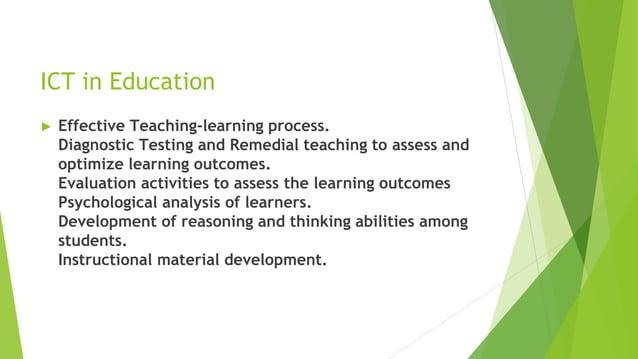 ICT in Education
► Effective Teaching-learning process.
Diagnostic Testing and Remedial teaching to assess and
optimize learning outcomes.
Evaluation activities to assess the learning outcomes
Psychological analysis of learners.
Development of reasoning and thinking abilities among
students.
Instructional material development.